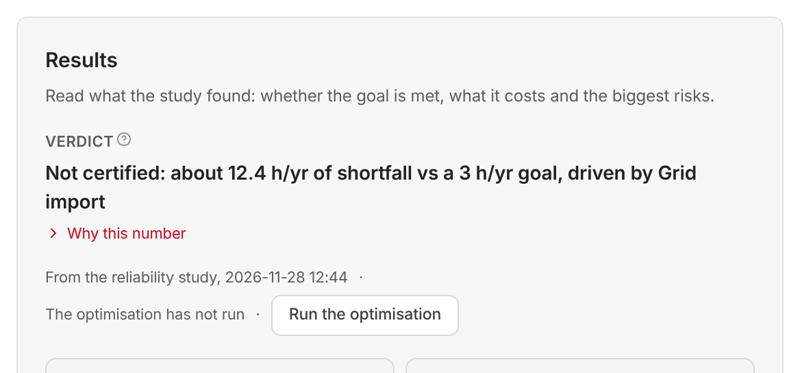 Results
Read what the study found: whether the goal is met, what it costs and the biggest risks.
VERDICT ?
Not certified: about 12.4 h/yr of shortfall vs a 3 h/yr goal, driven by Grid
import
Why this number
From the reliability study, 2026-11-28 12:44 ·
The optimisation has not run · Run the optimisation